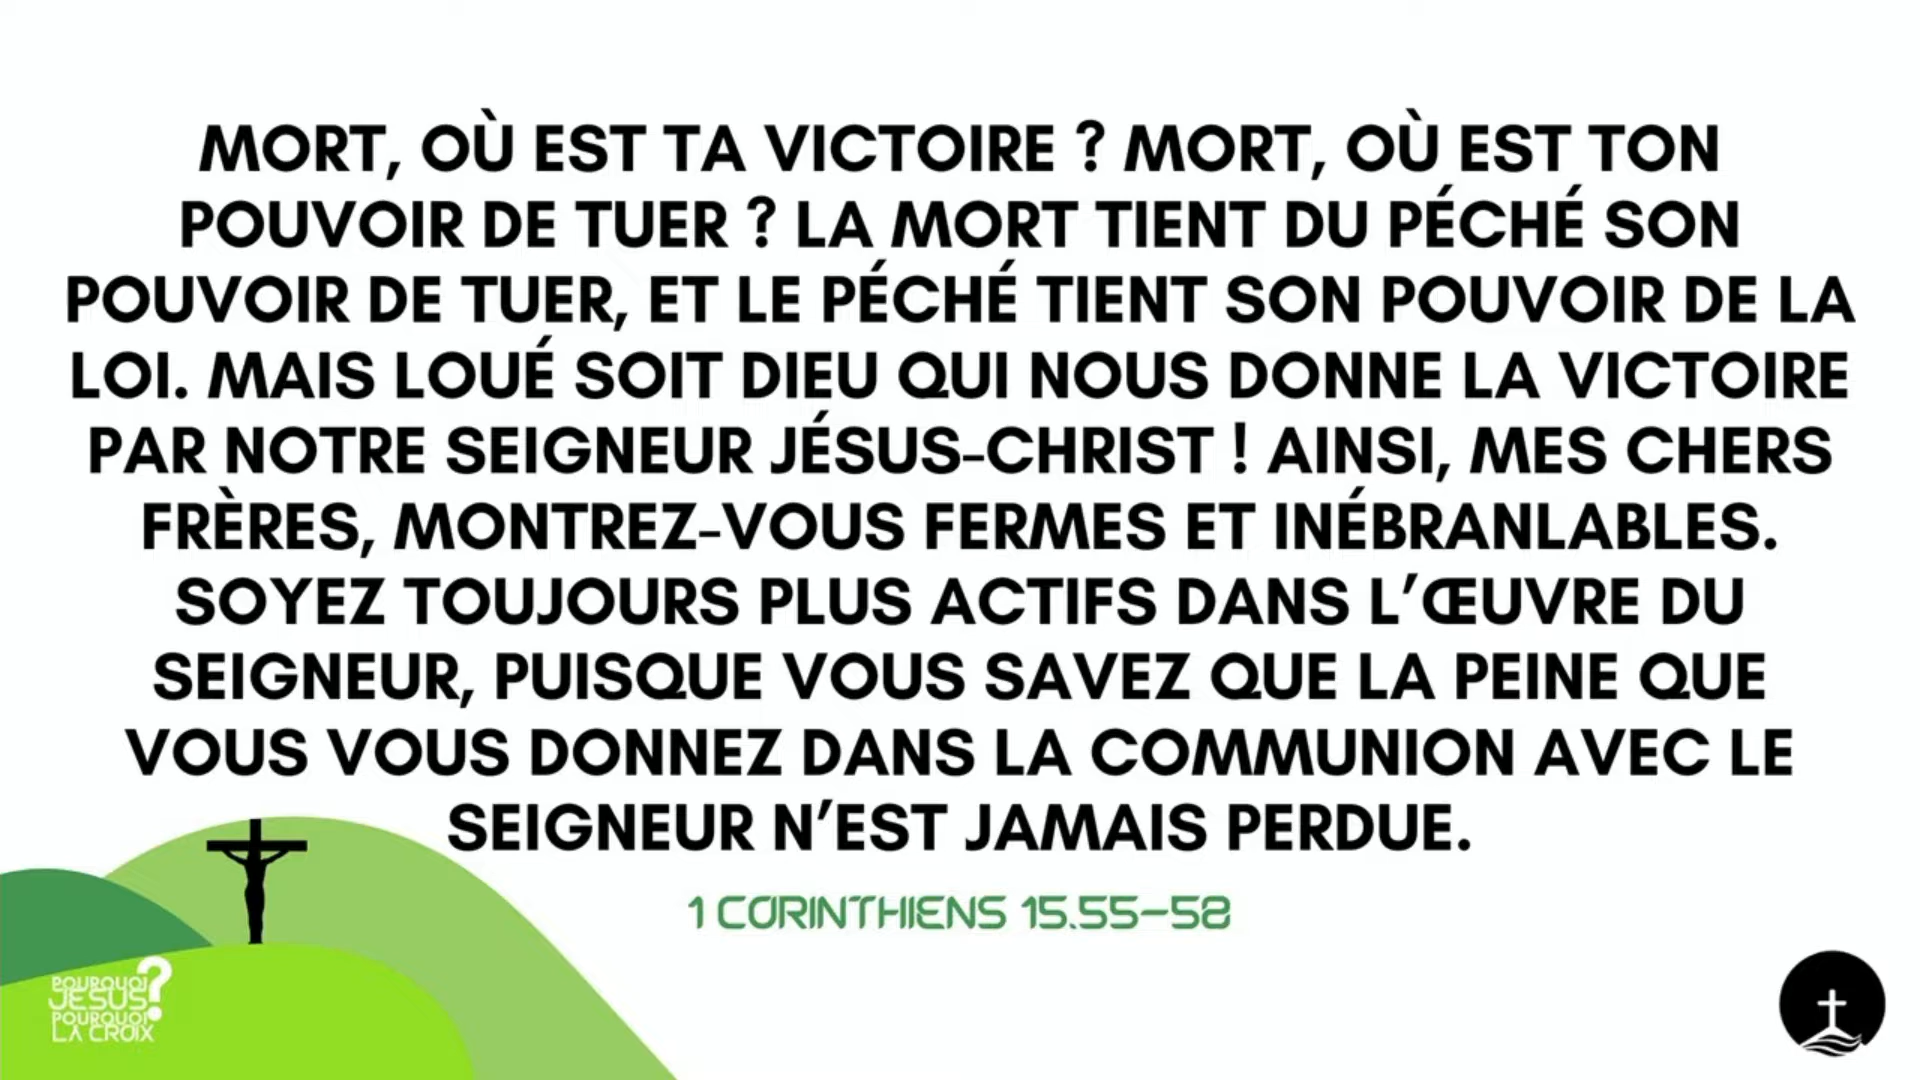 MORT, OÙ EST TA VICTOIRE ? MORT, OÙ EST TON
POUVOIR DE TUER ? LA MORT TIENT DU PÉCHÉ SON
POUVOIR DE TUER, ET LE PÉCHÉ TIENT SON POUVOIR DE LA
LOI. MAIS LOUÉ SOIT DIEU QUI NOUS DONNE LA VICTOIRE
PAR NOTRE SEIGNEUR JÉSUS-CHRIST ! AINSI, MES CHERS
FRÈRES, MONTREZ-VOUS FERMES ET INÉBRANLABLES.
SOYEZ TOUJOURS PLUS ACTIFS DANS L’ŒUVRE DU
SEIGNEUR, PUISQUE VOUS SAVEZ QUE LA PEINE QUE
VOUS VOUS DONNEZ DANS LA COMMUNION AVEC LE
SEIGNEUR N’EST JAMAIS PERDUE.
1 CORINTHIENS 15.55-58
POURQUOI
JESUS?
POURQUOI
LA CROIX